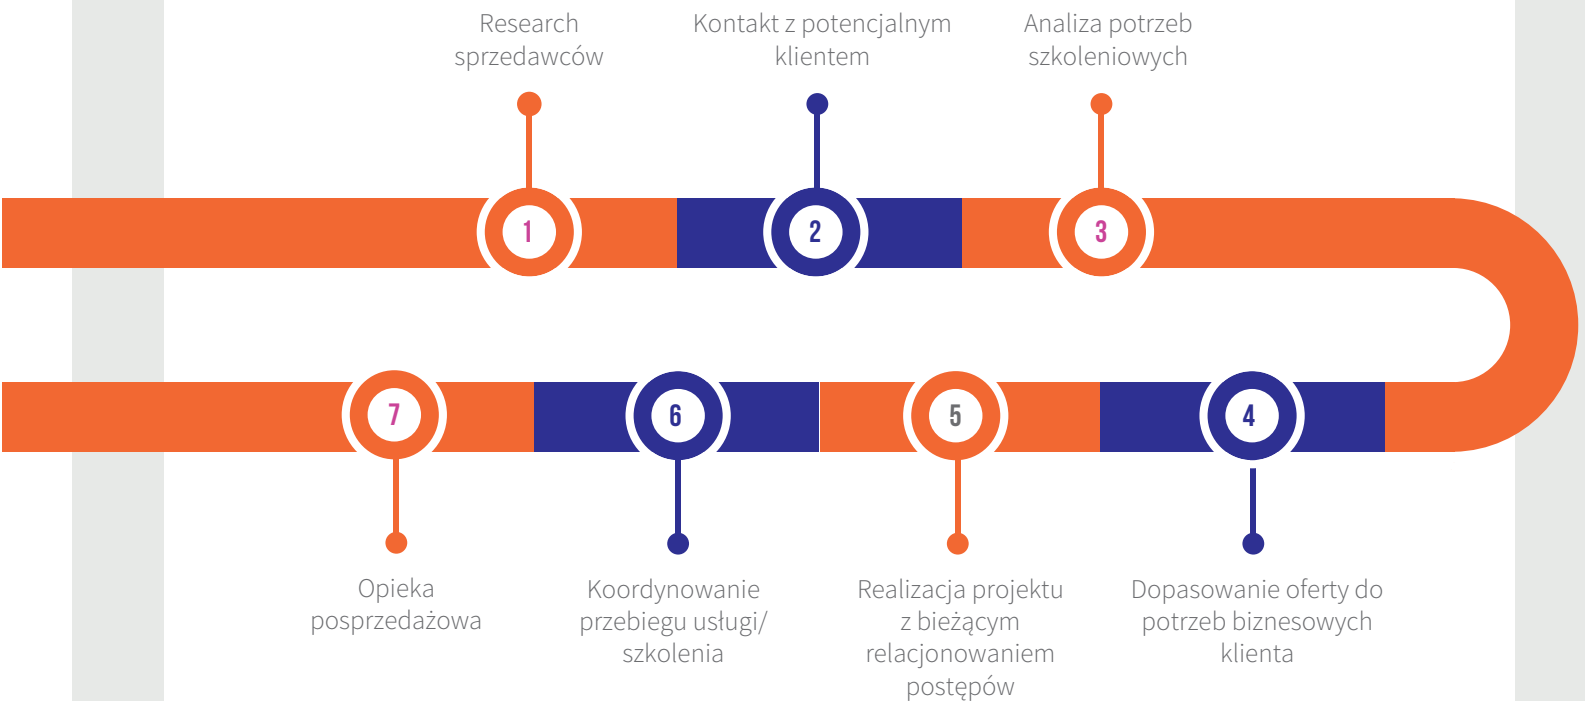 Research
sprzedawców
Kontakt z potencjalnym
klientem
Analiza potrzeb
szkoleniowych
1
2
3
7
6
5
4
Opieka
posprzedażowa
Koordynowanie
przebiegu usługi/
szkolenia
Realizacja projektu
z bieżącym
relacjonowaniem
postępów
Dopasowanie oferty do
potrzeb biznesowych
klienta